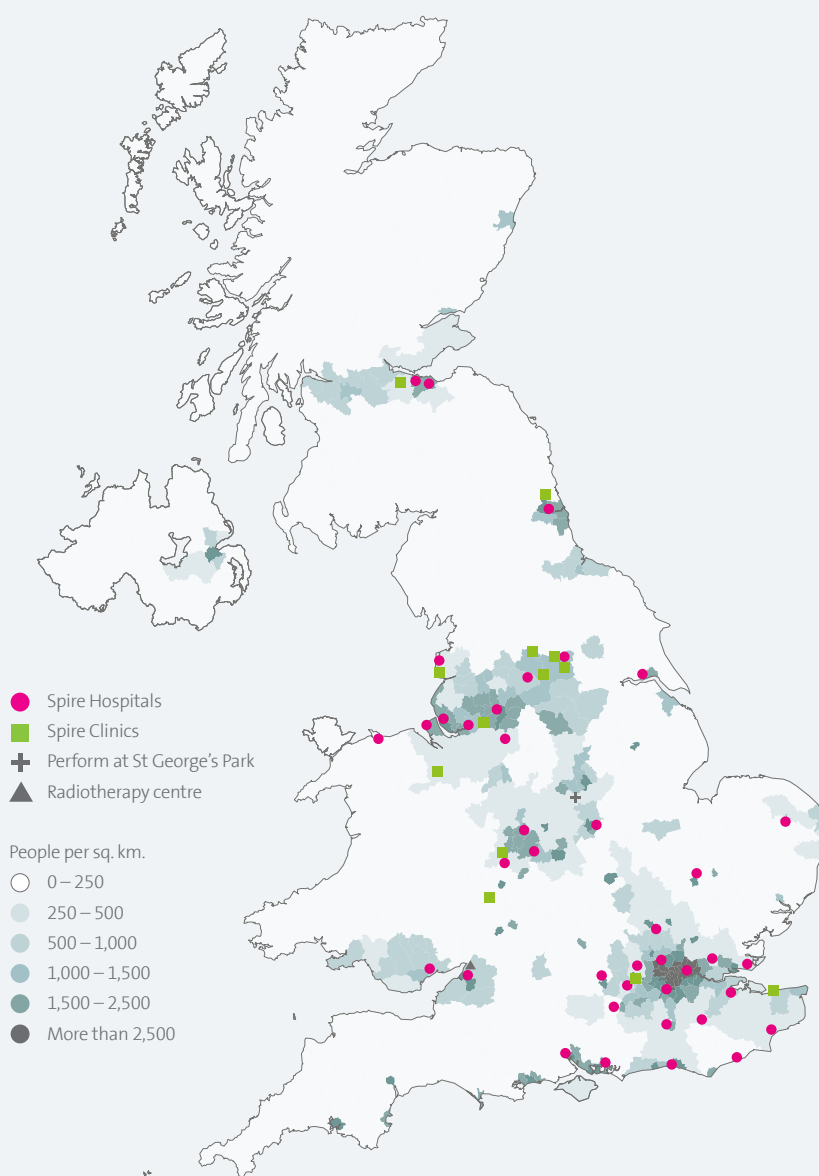 Spire Hospitals
Spire Clinics
Perform at St George’s Park
Radiotherapy centre
People per sq. km.
0 – 250
250 – 500
500 – 1,000
1,000 – 1,500
1,500 – 2,500
More than 2,500